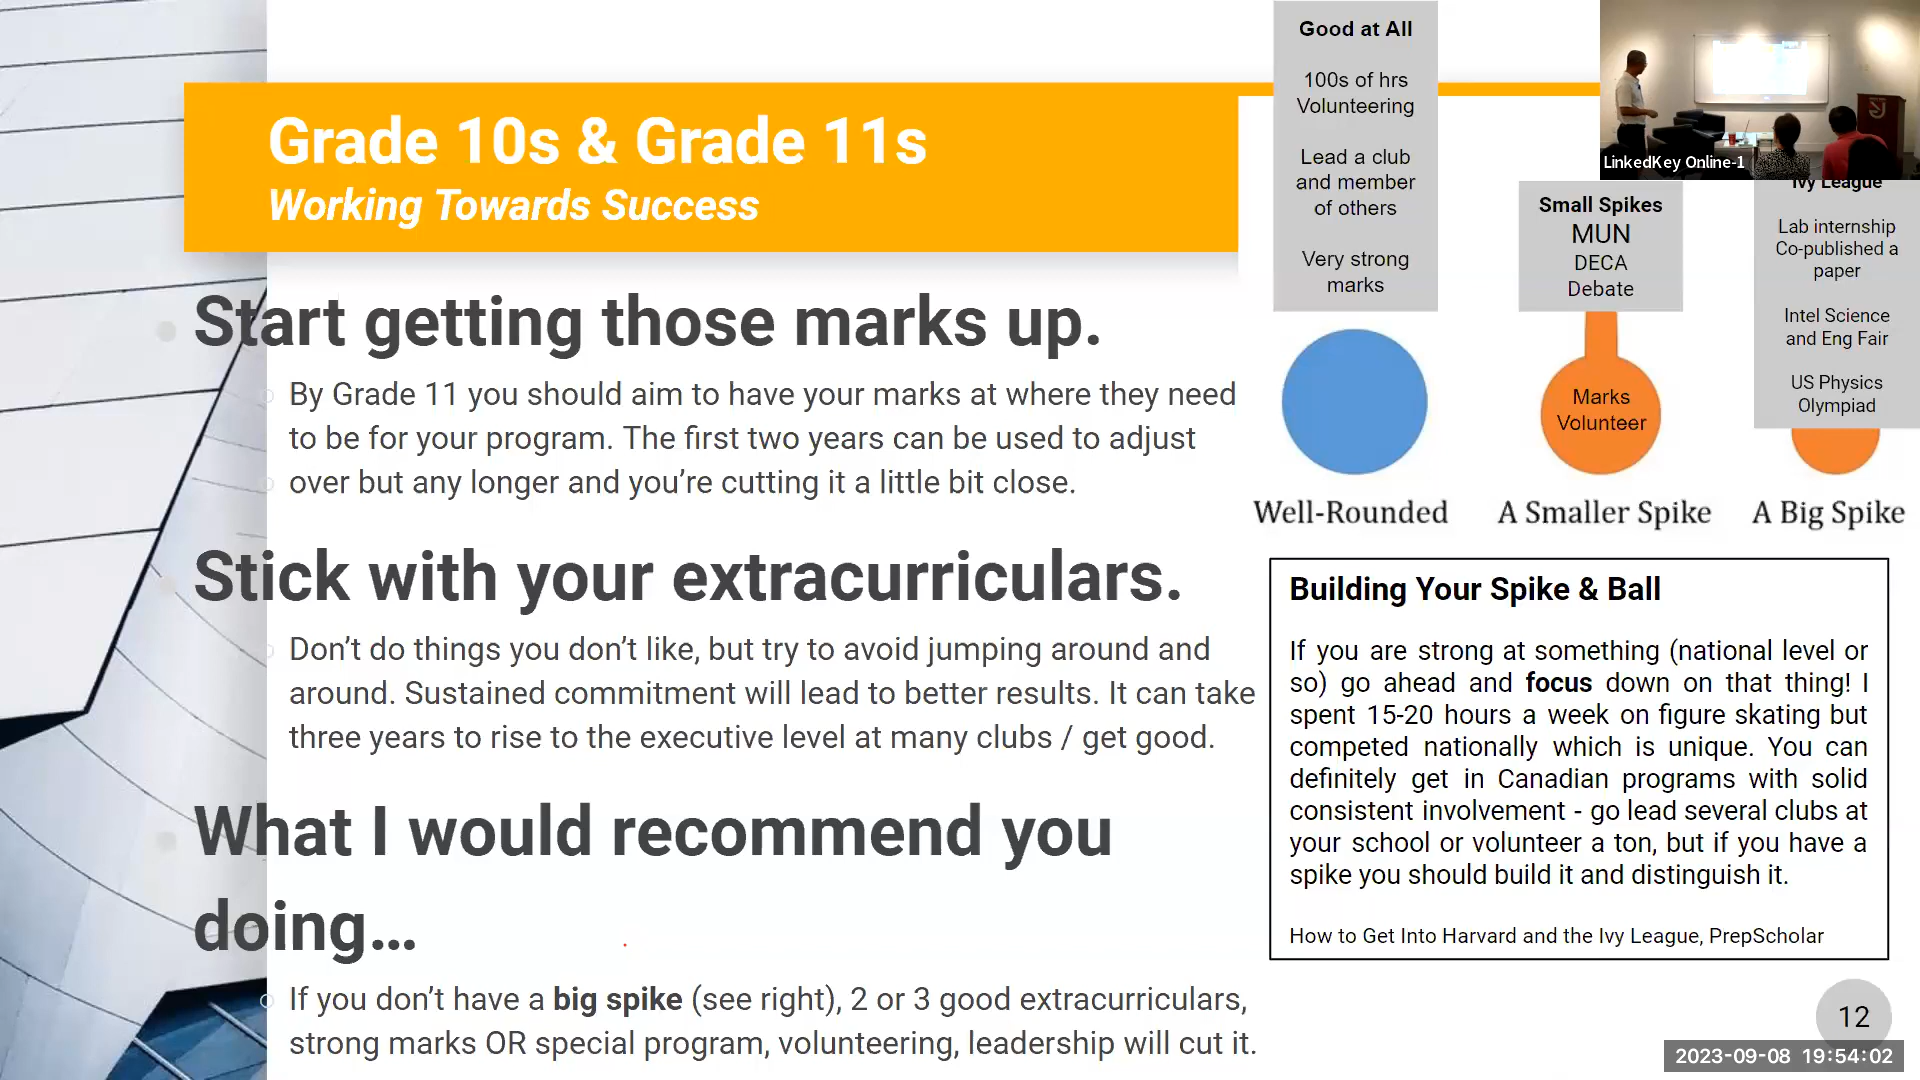 Grade 10s & Grade 11s
Working Towards Success
Start getting those marks up.
By Grade 11 you should aim to have your marks at where they need
to be for your program. The first two years can be used to adjust
over but any longer and you’re cutting it a little bit close.
Stick with your extracurriculars.
Don’t do things you don’t like, but try to avoid jumping around and
around. Sustained commitment will lead to better results. It can take
three years to rise to the executive level at many clubs / get good.
What I would recommend you
doing...
If you don’t have a big spike (see right), 2 or 3 good extracurriculars,
strong marks OR special program, volunteering, leadership will cut it.
Good at All
100s of hrs
Volunteering
Lead a club
and member
of others
Very strong
marks
Well-Rounded
Small Spikes
MUN
DECA
Debate
Marks
Volunteer
A Smaller Spike
Ivy League
Lab internship
Co-published a
paper
Intel Science
and Eng Fair
US Physics
Olympiad
A Big Spike
LinkedKey Online-1
Building Your Spike & Ball
If you are strong at something (national level or
so) go ahead and focus down on that thing! I
spent 15-20 hours a week on figure skating but
competed nationally which is unique. You can
definitely get in Canadian programs with solid
consistent involvement - go lead several clubs at
your school or volunteer a ton, but if you have a
spike you should build it and distinguish it.
How to Get Into Harvard and the Ivy League, PrepScholar
12
2023-09-08 19:54:02